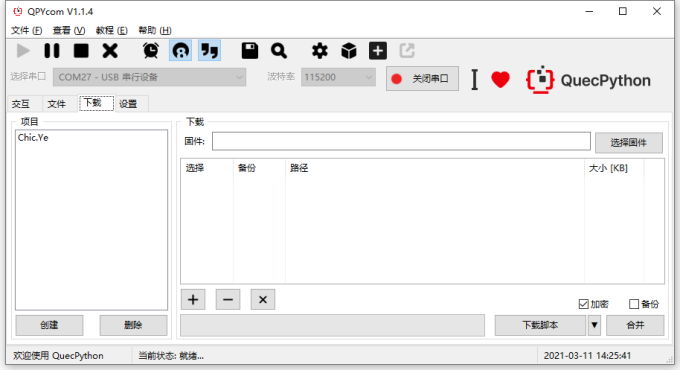 QPYcom V1.1.4
文件 (F) 查看 (V) 教程 (E) 帮助 (H)
选择串口 COM27 - USB 串行设备 波特率 115200 关闭串口 QuecPython
交互 文件 下载 设置
项目
Chic.Ye
创建 删除
下载
固件: 选择固件
选择 备份 路径 大小 [KB]
加密 备份
下载脚本 合并
欢迎使用 QuecPython 当前状态: 就绪... 2021-03-11 14:25:41